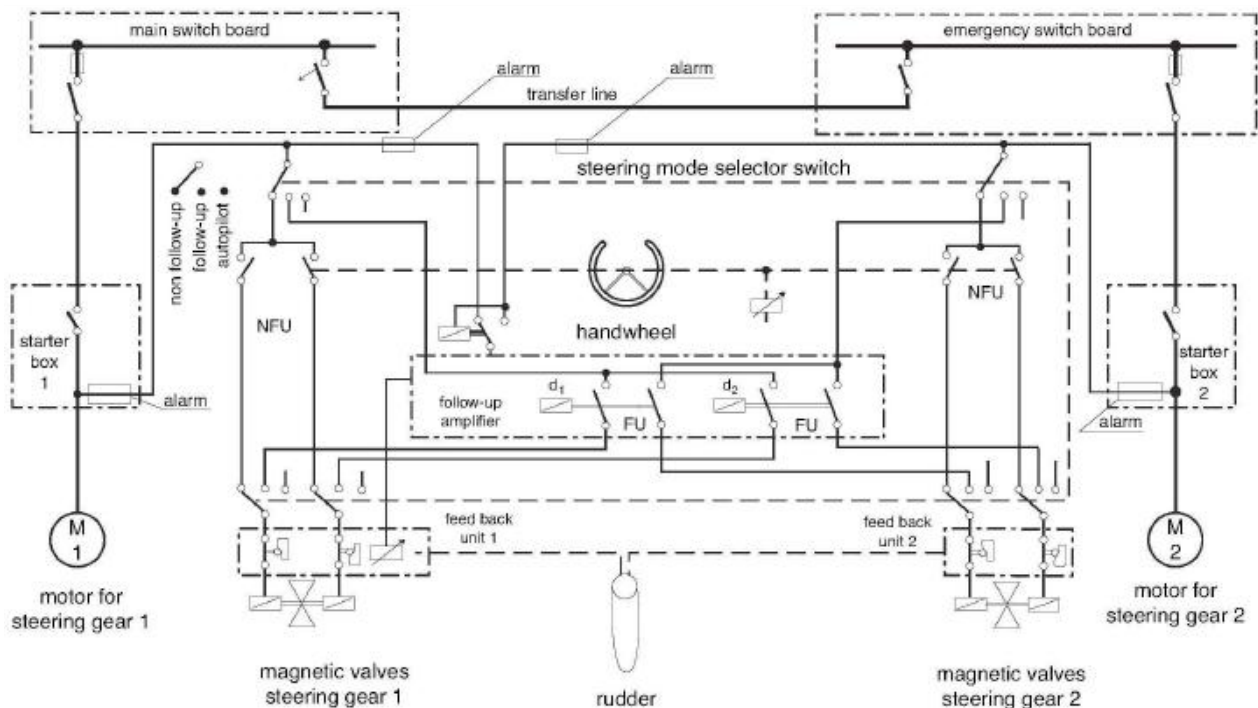 main switch board
emergency switch board
alarm
alarm
transfer line
steering mode selector switch
non follow-up
follow-up
autopilot
NFU
NFU
handwheel
starter
box
1
starter
box
2
alarm
alarm
d1
d2
follow-up
amplifier
FU
FU
M
1
M
2
feed back
unit 1
feed back
unit 2
motor for
steering gear 1
motor for
steering gear 2
magnetic valves
steering gear 1
rudder
magnetic valves
steering gear 2